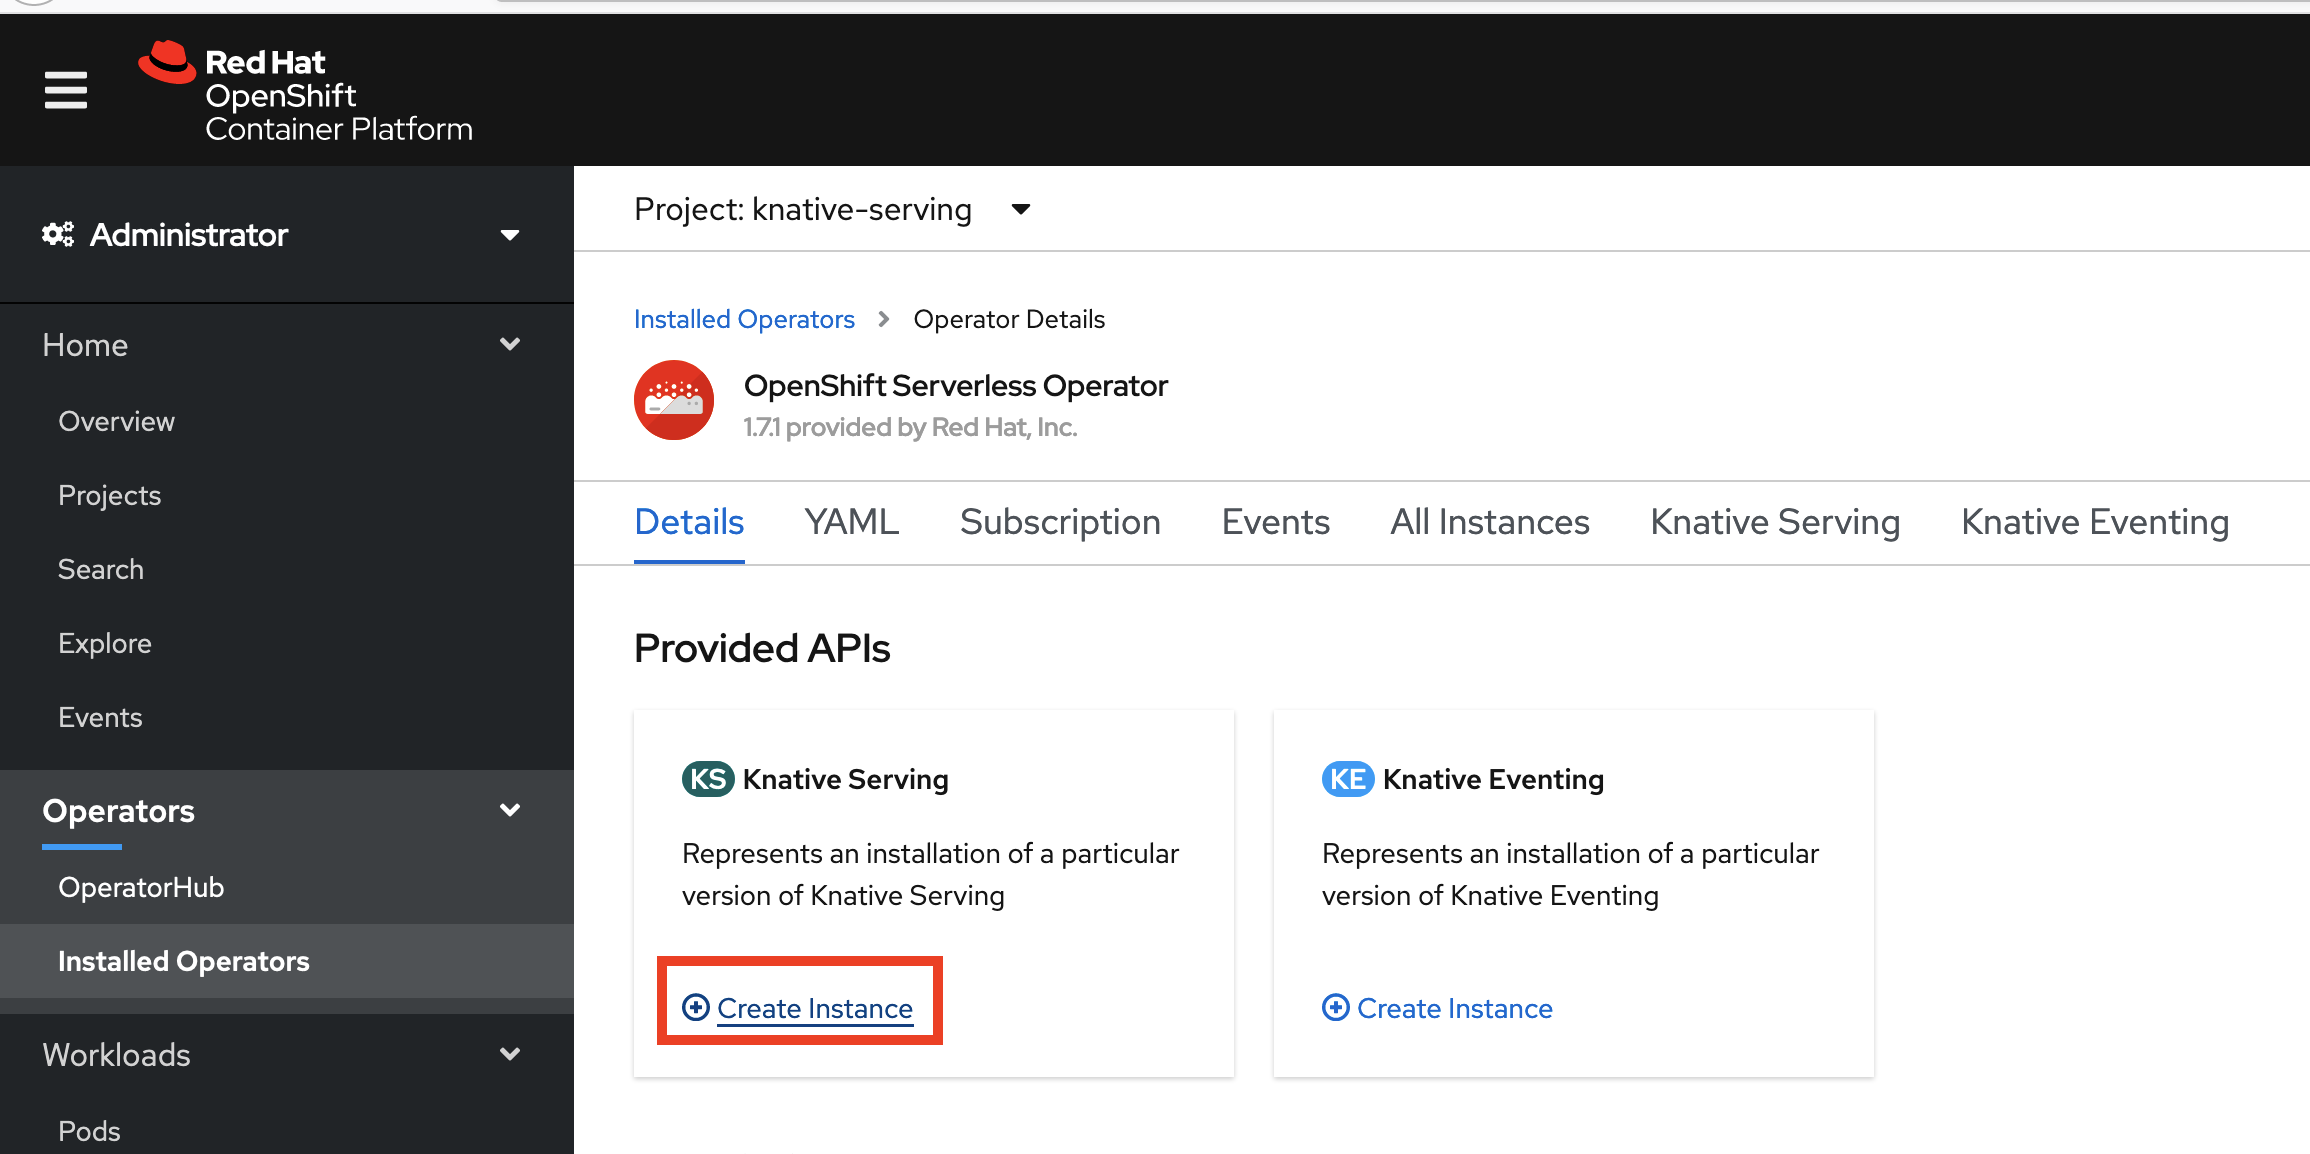 Red Hat
OpenShift
Container Platform
Administrator
Home
Overview
Projects
Search
Explore
Events
Operators
OperatorHub
Installed Operators
Workloads
Pods
Project: knative-serving
Installed Operators > Operator Details
OpenShift Serverless Operator
1.7.1 provided by Red Hat, Inc.
Details YAML Subscription Events All Instances Knative Serving Knative Eventing
Provided APIs
KS Knative Serving
Represents an installation of a particular
version of Knative Serving
Create Instance
KE Knative Eventing
Represents an installation of a particular
version of Knative Eventing
Create Instance